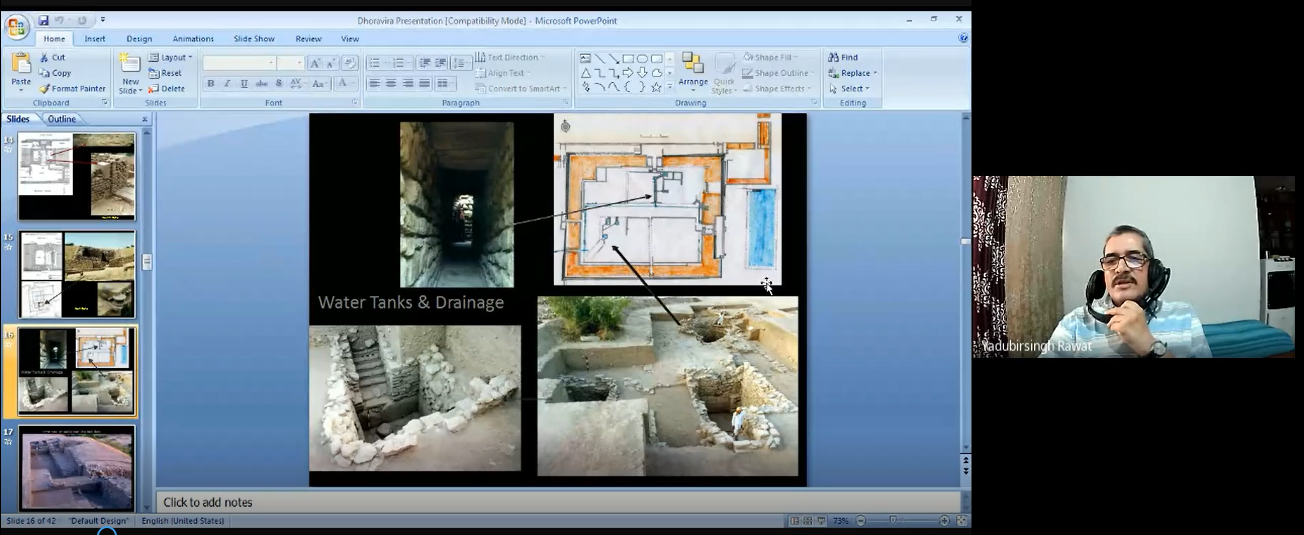 Dhoravira Presentation [Compatibility Mode] - Microsoft PowerPoint
Home Insert Design Animations Slide Show Review View
Cut
Copy
Format Painter
Paste
Clipboard
New
Slide
Layout
Reset
Delete
Slides
B I U abc S AV Aa A
Font
Text Direction
Align Text
Convert to SmartArt
Paragraph
Arrange
Quick
Styles
Shape Fill
Shape Outline
Shape Effects
Drawing
Find
Replace
Select
Editing
Slides Outline
14
15
16
17
Water Tanks & Drainage
Yadubirsingh Rawat
Click to add notes
Slide 16 of 42 "Default Design" English (United States) 73%